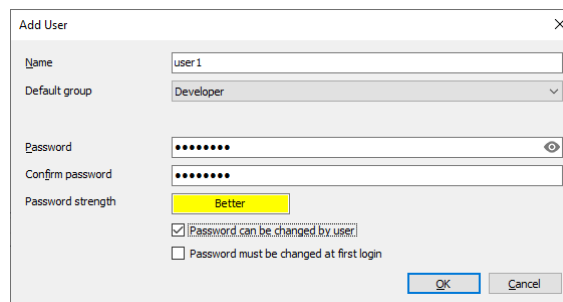 Add User
Name
user1
Default group
Developer
Password
••••••••
Confirm password
••••••••
Password strength
Better
Password can be changed by user
Password must be changed at first login
OK
Cancel